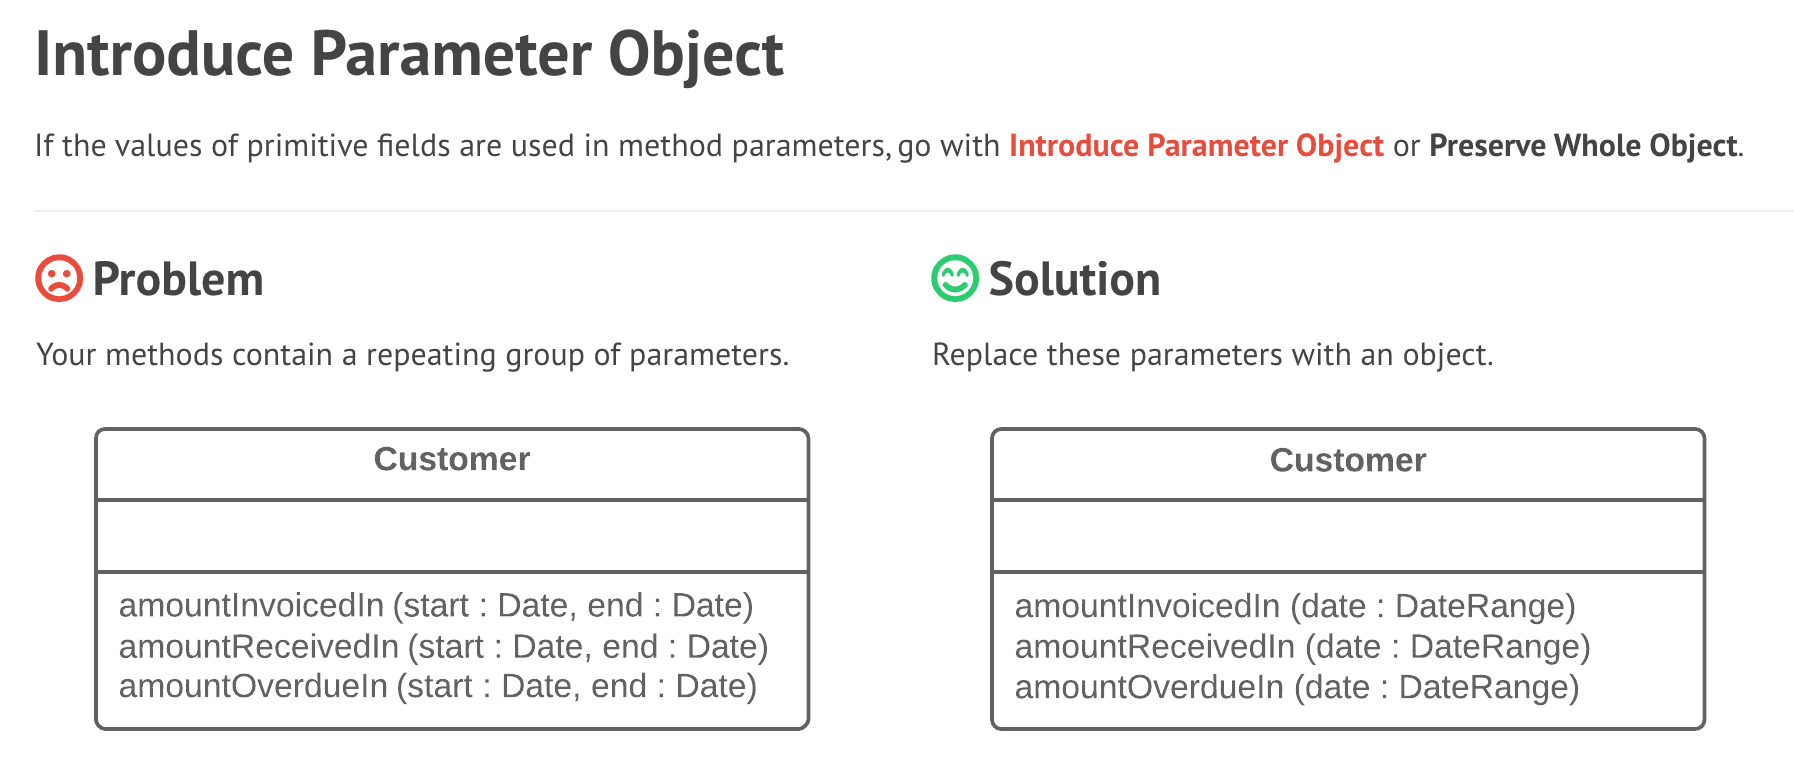 Introduce Parameter Object
If the values of primitive fields are used in method parameters, go with Introduce Parameter Object or Preserve Whole Object.
Problem
Your methods contain a repeating group of parameters.
Customer
amountInvoicedIn (start : Date, end : Date)
amountReceivedIn (start : Date, end : Date)
amountOverdueIn (start : Date, end : Date)
Solution
Replace these parameters with an object.
Customer
amountInvoicedIn (date : DateRange)
amountReceivedIn (date : DateRange)
amountOverdueIn (date : DateRange)